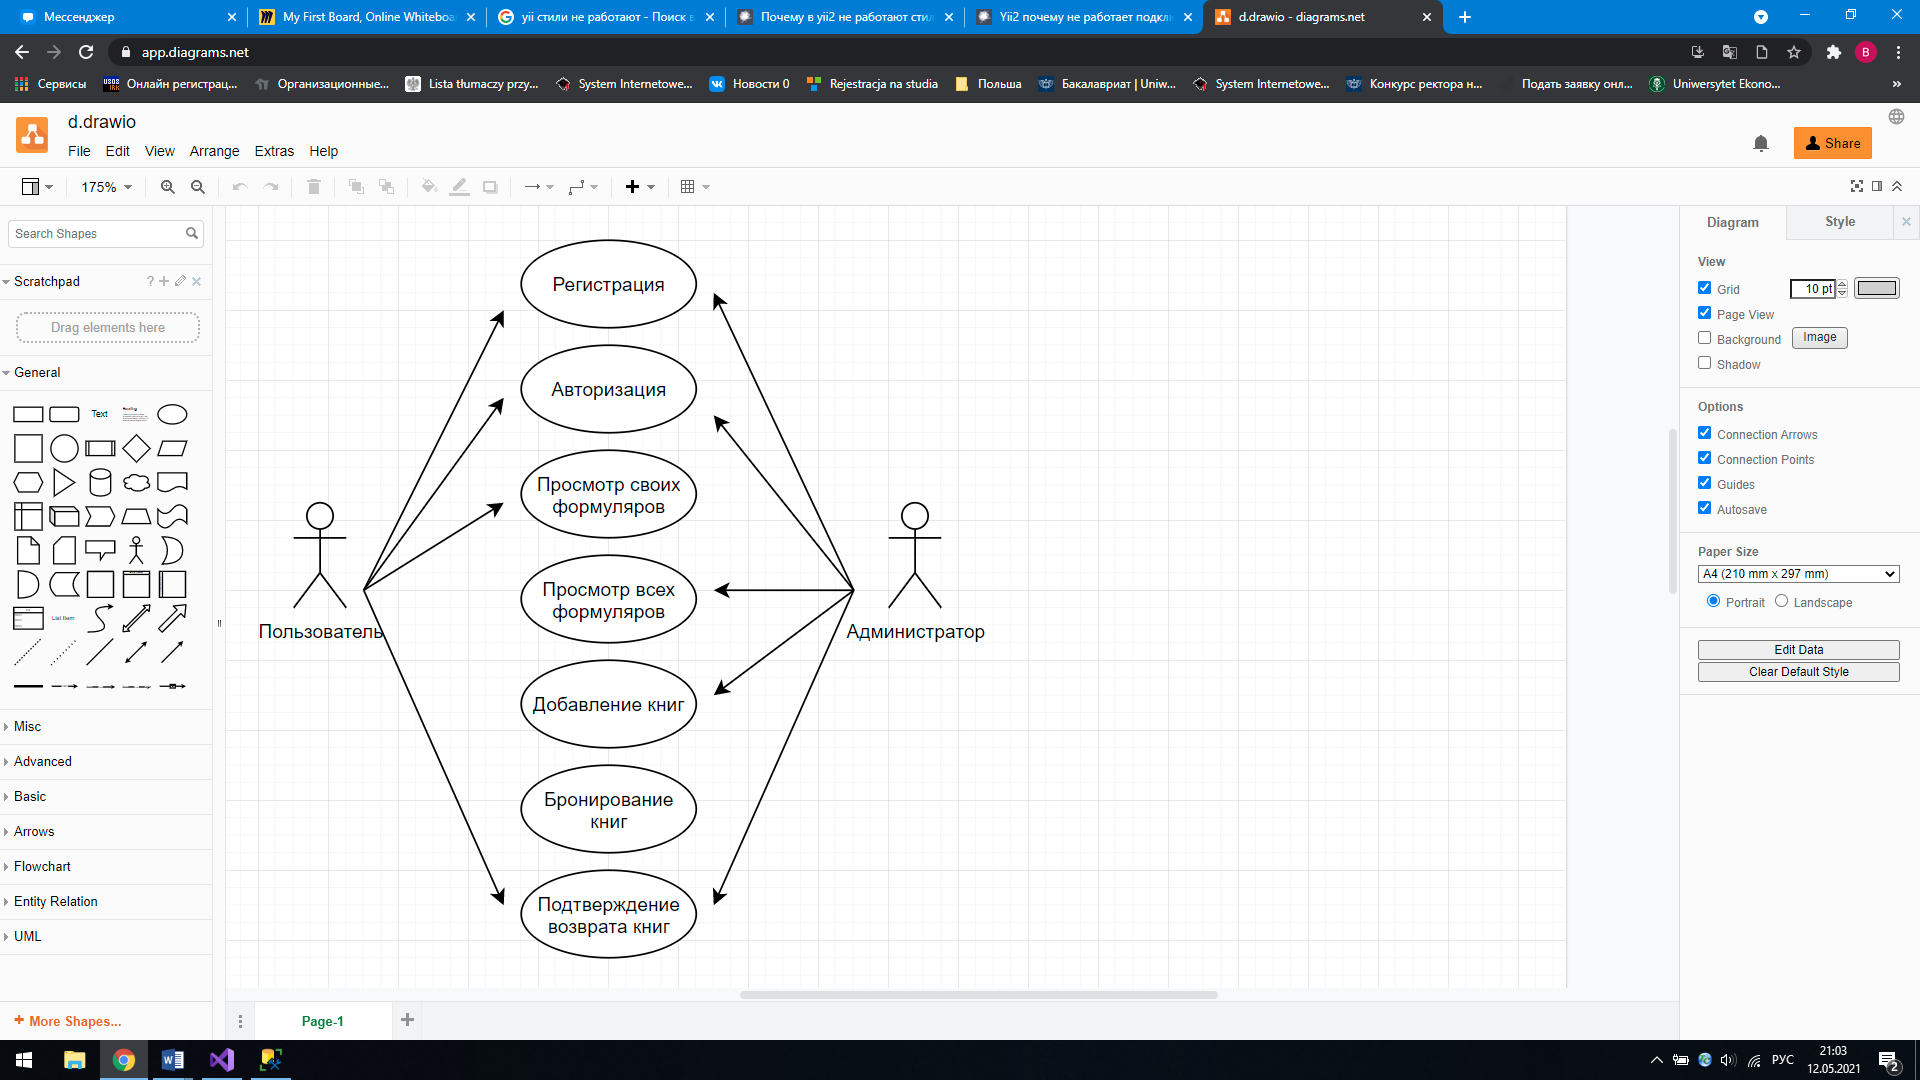 Мессенджер
My First Board, Online Whiteboa
yii стили не работают - Поиск в
Почему в yii2 не работают стил
Yii2 почему не работает подкл
d.drawio - diagrams.net
app.diagrams.net
B
Сервисы
Онлайн регистрац...
Организационные...
Lista tłumaczy przy...
System Internetowe...
Новости 0
Rejestracja na studia
Польша
Бакалавриат | Uniw...
System Internetowe...
Конкурс ректора н...
Подать заявку онл...
Uniwersytet Ekono...
»
d.drawio
File Edit View Arrange Extras Help
Share
175%
Search Shapes
Scratchpad
?
Drag elements here
General
Text
Heading
List Item
Misc
Advanced
Basic
Arrows
Flowchart
Entity Relation
UML
+ More Shapes...
Регистрация
Авторизация
Просмотр своих
формуляров
Просмотр всех
формуляров
Добавление книг
Бронирование
книг
Подтверждение
возврата книг
Пользователь
Администратор
Page-1
Diagram
Style
View
Grid
10 pt
Page View
Background
Image
Shadow
Options
Connection Arrows
Connection Points
Guides
Autosave
Paper Size
A4 (210 mm x 297 mm)
Portrait
Landscape
Edit Data
Clear Default Style
РУС
21:03
12.05.2021
2